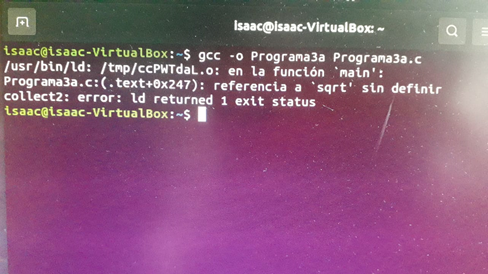 isaac@isaac-VirtualBox: ~
isaac@isaac-VirtualBox:~$ gcc -o Programa3a Programa3a.c
/usr/bin/ld: /tmp/ccPWTdaL.o: en la función `main':
Programa3a.c:(.text+0x247): referencia a `sqrt' sin definir
collect2: error: ld returned 1 exit status
isaac@isaac-VirtualBox:~$